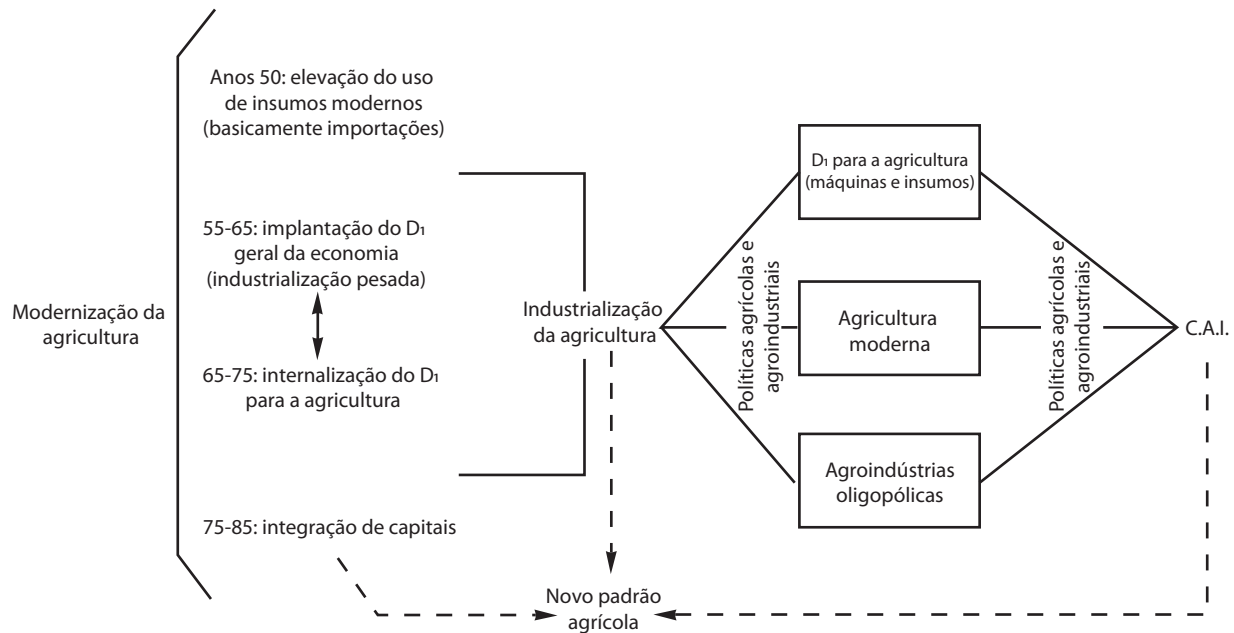 Modernização da
agricultura
Anos 50: elevação do uso
de insumos modernos
(basicamente importações)
55-65: implantação do D₁
geral da economia
(industrialização pesada)
65-75: internalização do D₁
para a agricultura
75-85: integração de capitais
Industrialização
da agricultura
Políticas agrícolas e
agroindustriais
D₁ para a agricultura
(máquinas e insumos)
Agricultura
moderna
Agroindústrias
oligopólicas
Políticas agrícolas e
agroindustriais
C.A.I.
Novo padrão
agrícola